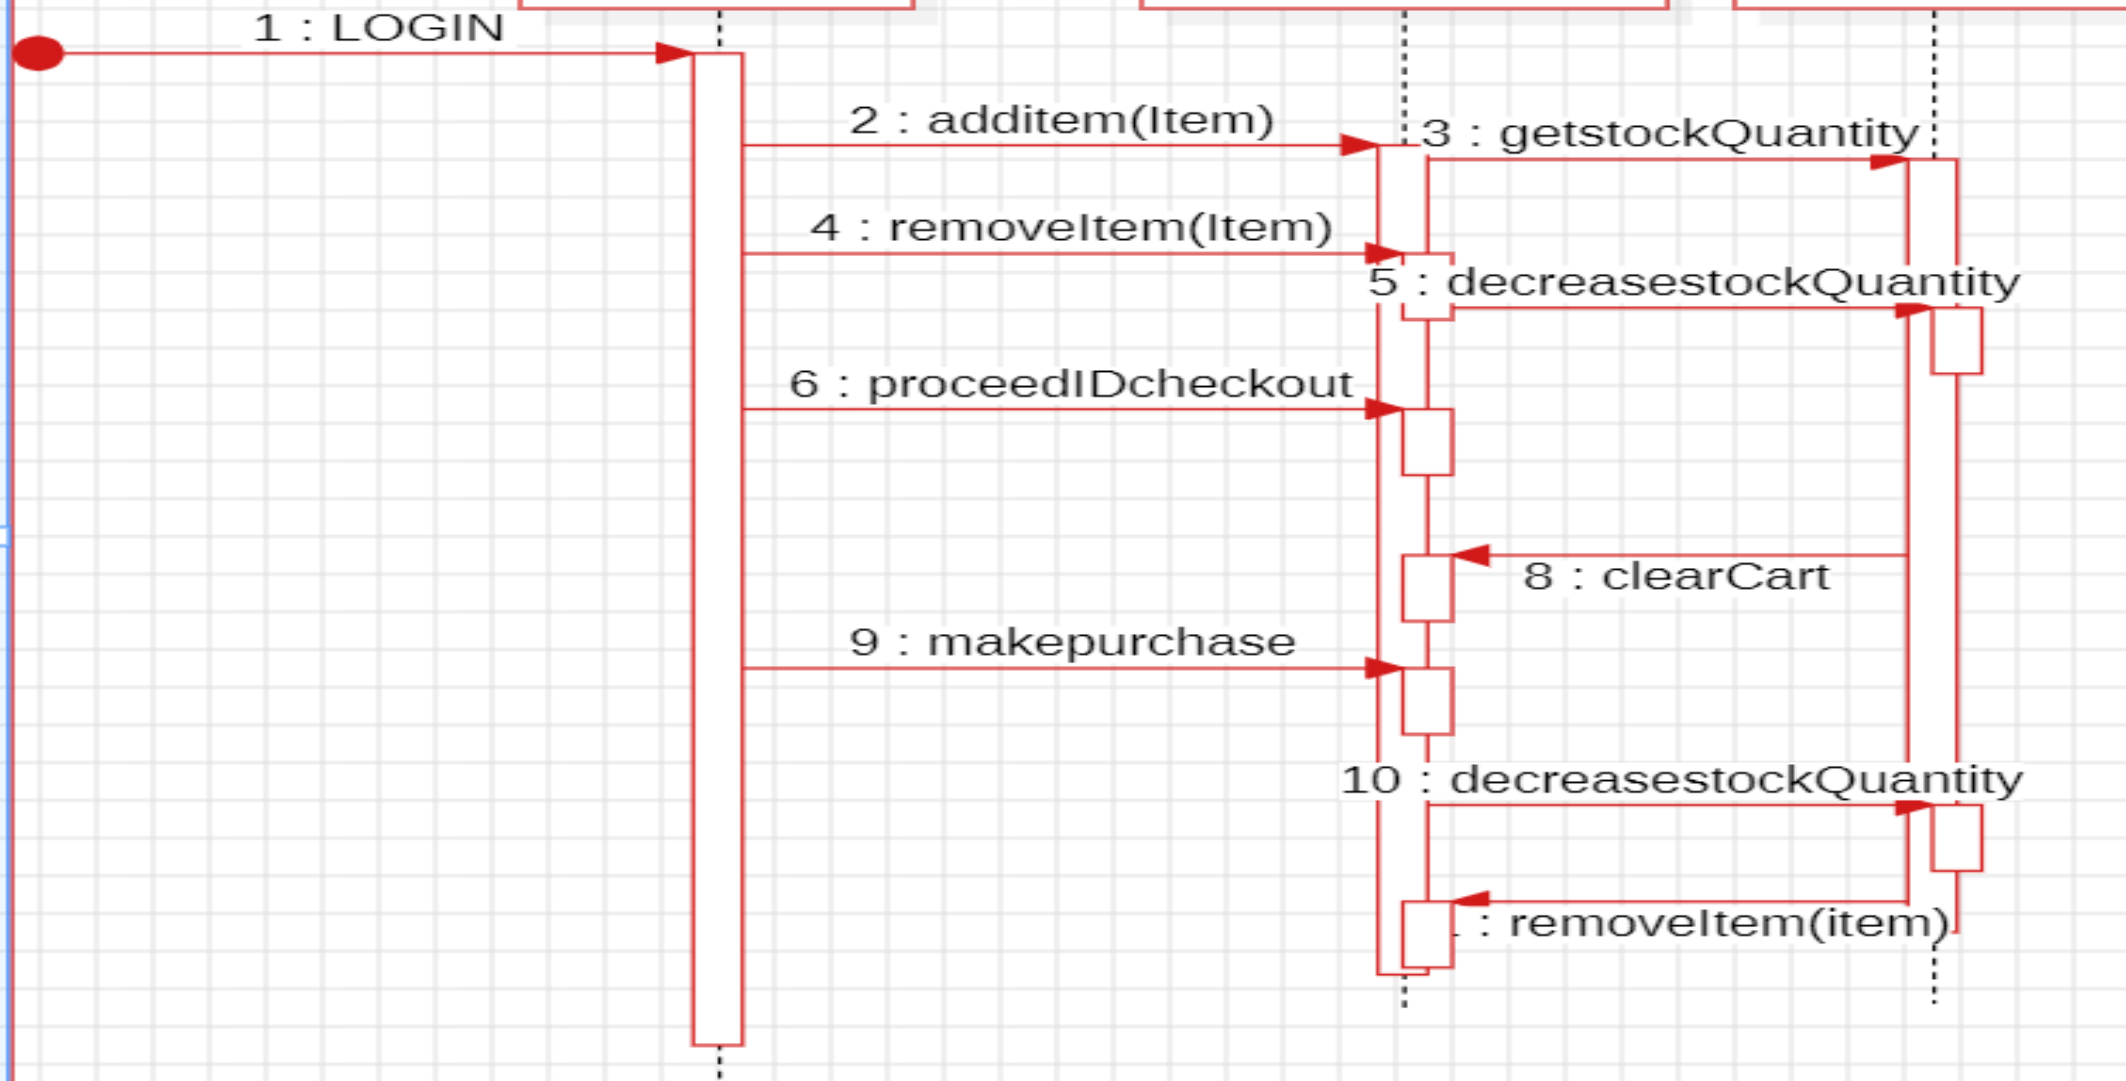 1 : LOGIN
2 : additem(Item)
3 : getstockQuantity
4 : removeItem(Item)
5 : decreasestockQuantity
6 : proceedIDcheckout
8 : clearCart
9 : makepurchase
10 : decreasestockQuantity
: removeItem(item)